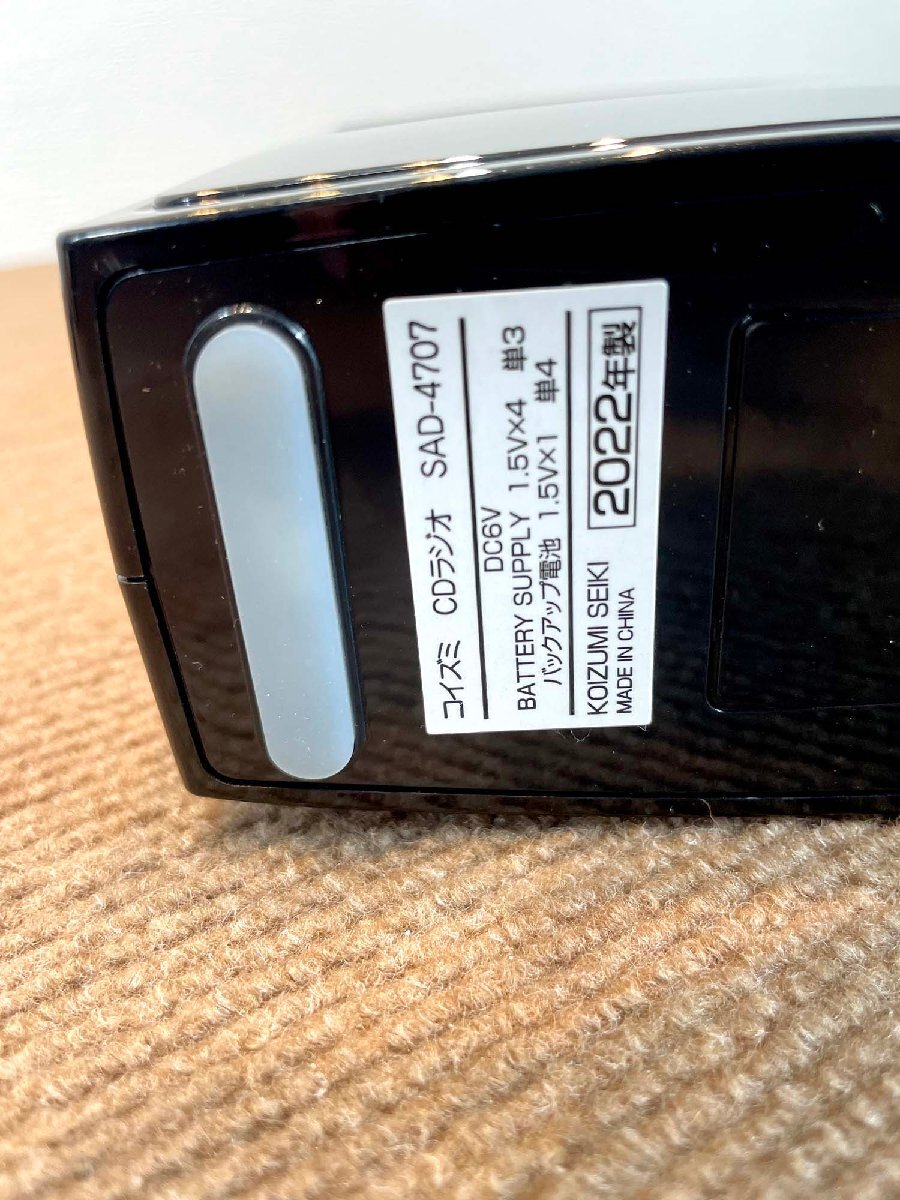 コイズミ CDラジオ SAD-4707
DC6V
BATTERY SUPPLY 1.5V×4 単3
バックアップ電池 1.5V×1 単4
KOIZUMI SEIKI 2022年製
MADE IN CHINA